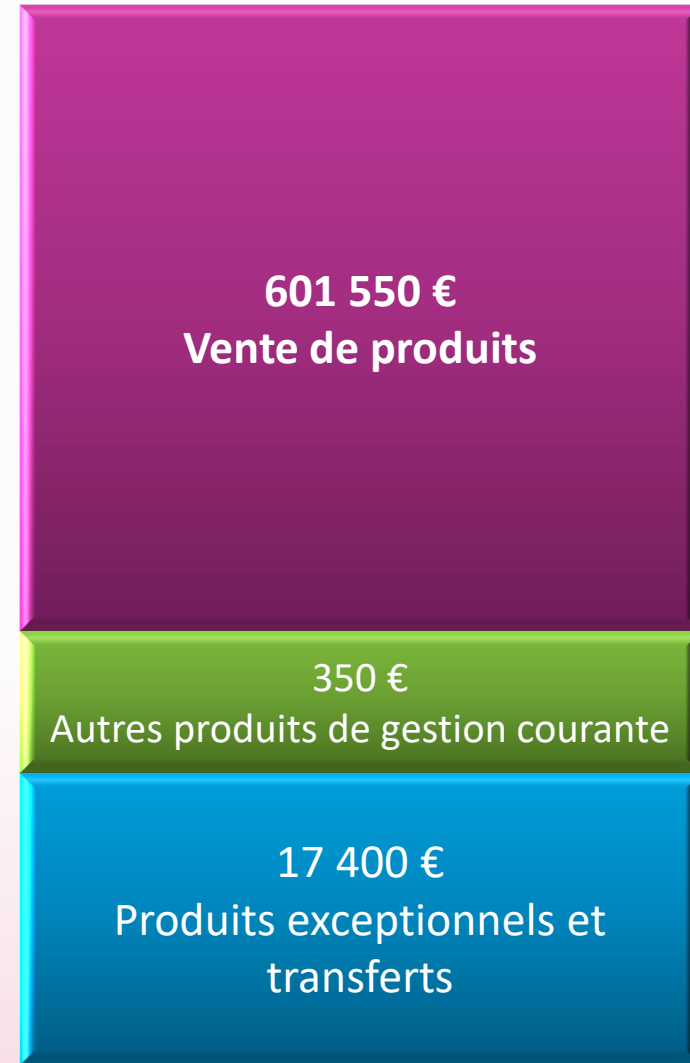 601 550 €
Vente de produits
350 €
Autres produits de gestion courante
17 400 €
Produits exceptionnels et
transferts